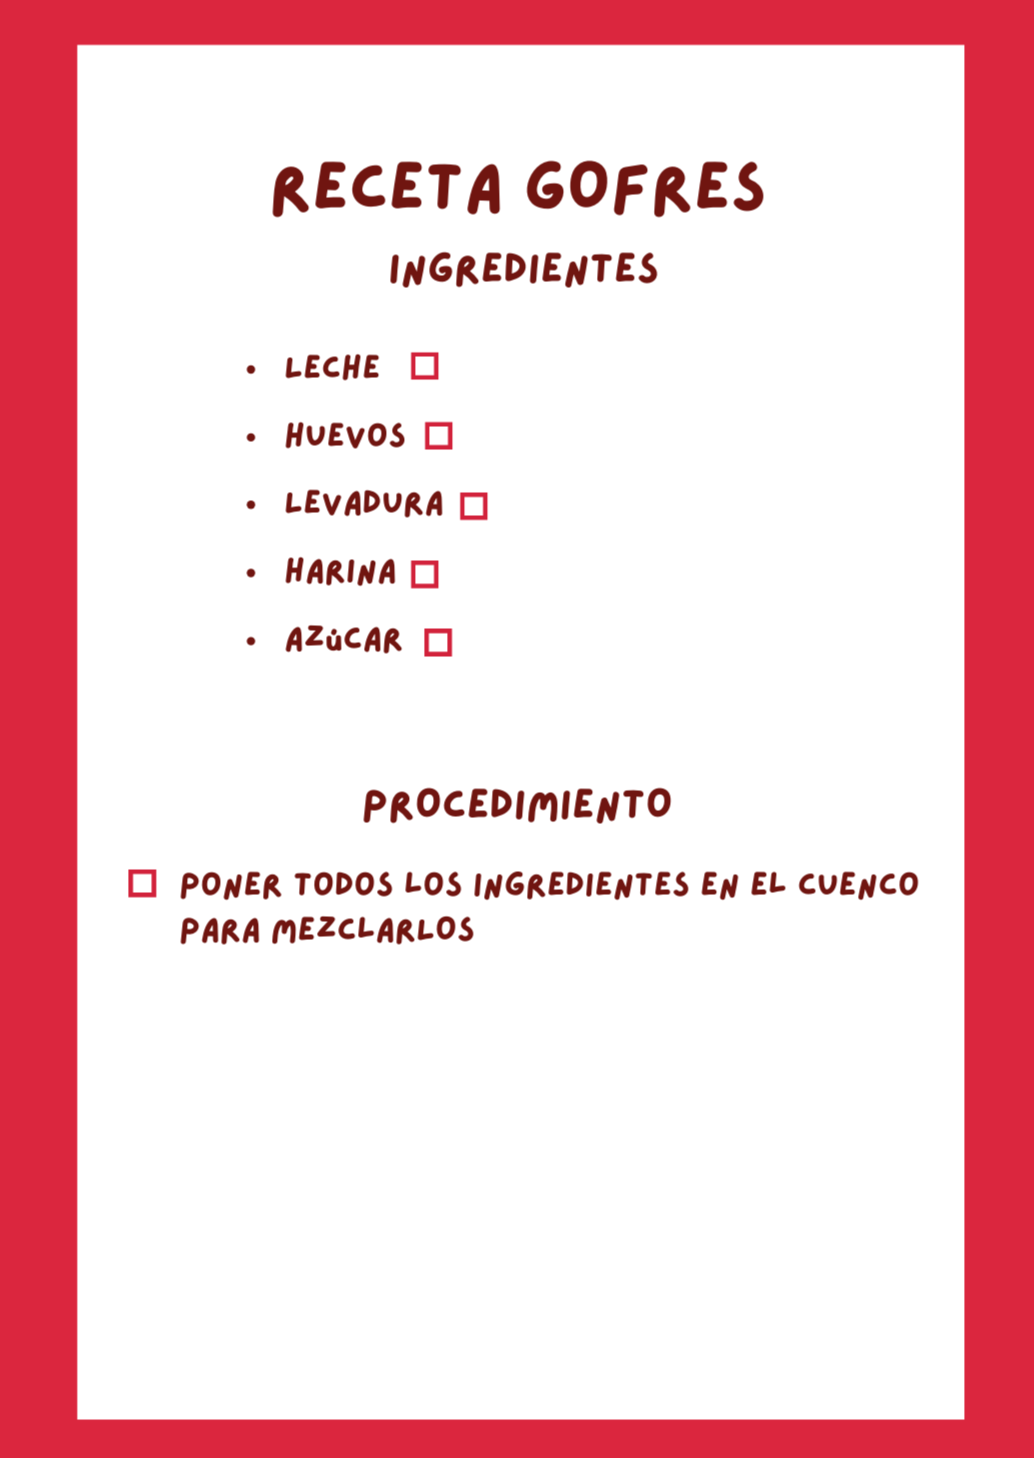 RECETA GOFRES
INGREDIENTES
• LECHE
• HUEVOS
• LEVADURA
• HARINA
• AZúCAR
PROCEDIMIENTO
PONER TODOS LOS INGREDIENTES EN EL CUENCO
PARA MEZCLARLOS